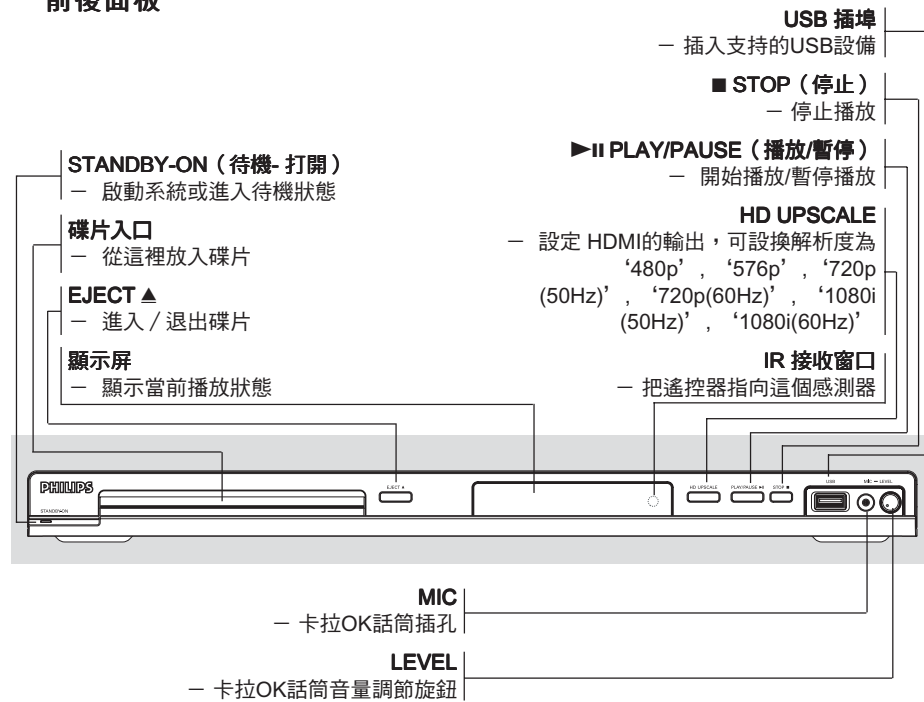 前後面板
USB 插埠
－ 插入支持的USB設備
■ STOP（停止）
－ 停止播放
►II PLAY/PAUSE（播放/暫停）
－ 開始播放/暫停播放
HD UPSCALE
－ 設定 HDMI的輸出，可設換解析度為
‘480p’, ‘576p’, ‘720p
(50Hz)’, ‘720p(60Hz)’, ‘1080i
(50Hz)’, ‘1080i(60Hz)’
IR 接收窗口
－ 把遙控器指向這個感測器
STANDBY-ON（待機- 打開）
－ 啟動系統或進入待機狀態
碟片入口
－ 從這裡放入碟片
EJECT ▲
－ 進入／退出碟片
顯示屏
－ 顯示當前播放狀態
PHILIPS
STANDBY-ON
EJECT ▲
HD UPSCALE
PLAY/PAUSE ►II
STOP ■
USB
MIC － LEVEL
MIC
－ 卡拉OK話筒插孔
LEVEL
－ 卡拉OK話筒音量調節旋鈕